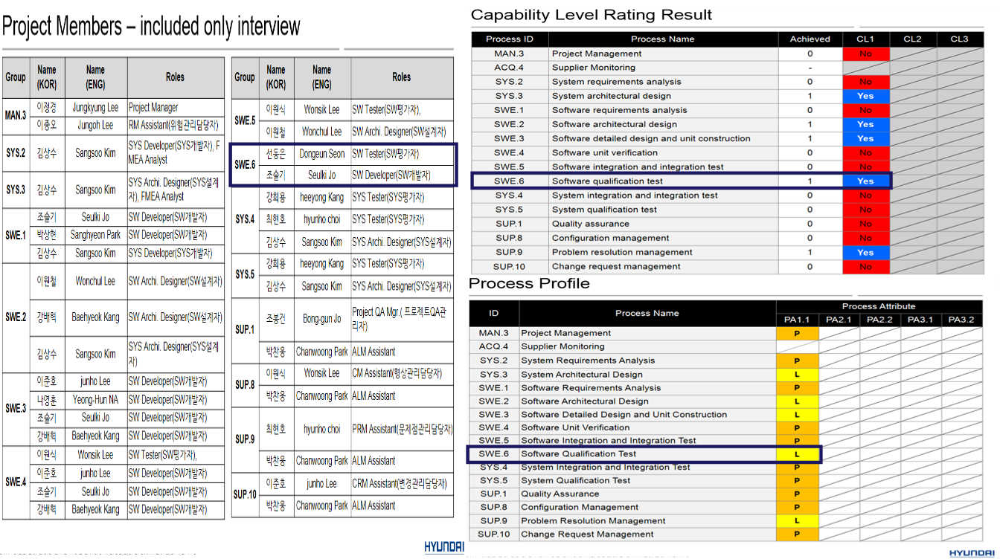 Project Members – included only interview
Group Name (KOR) Name (ENG) Roles
MAN.3 이정경 Jungkyung Lee Project Manager
이중오 Jungoh Lee RM Assistant(위험관리담당자)
SYS.2 김상수 Sangsoo Kim SYS Developer(SYS개발자), F
MEA Analyst
SYS.3 김상수 Sangsoo Kim SYS Archi. Designer(SYS설계
자), FMEA Analyst
SWE.1 조슬기 Seulki Jo SW Developer(SW개발자)
박상현 Sanghyeon Park SW Developer(SW개발자)
김상수 Sangsoo Kim SYS Developer(SYS개발자)
SWE.2 이원철 Wonchul Lee SW Archi. Designer(SW설계자)
강배혁 Baehyeok Kang SW Archi. Designer(SW설계자)
김상수 Sangsoo Kim SYS Archi. Designer(SYS설계
자)
SWE.3 이준호 junho Lee SW Developer(SW개발자)
나영훈 Yeong-Hun NA SW Developer(SW개발자)
조슬기 Seulki Jo SW Developer(SW개발자)
강배혁 Baehyeok Kang SW Developer(SW개발자)
SWE.4 이원식 Wonsik Lee SW Tester(SW평가자),
이준호 junho Lee SW Developer(SW개발자)
조슬기 Seulki Jo SW Developer(SW개발자)
강배혁 Baehyeok Kang SW Developer(SW개발자)
Group Name (KOR) Name (ENG) Roles
SWE.5 이원식 Wonsik Lee SW Tester(SW평가자),
이원철 Wonchul Lee SW Archi. Designer(SW설계자)
SWE.6 선동은 Dongeun Seon SW Tester(SW평가자)
조슬기 Seulki Jo SW Developer(SW개발자)
SYS.4 강희용 heeyong Kang SYS Tester(SYS평가자)
최현호 hyunho choi SYS Tester(SYS평가자)
김상수 Sangsoo Kim SYS Archi. Designer(SYS설계자)
SYS.5 강희용 heeyong Kang SYS Tester(SYS평가자)
김상수 Sangsoo Kim SYS Archi. Designer(SYS설계자)
SUP.1 조봉건 Bong-gun Jo Project QA Mgr.( 프로젝트QA관
리자)
박찬웅 Chanwoong Park ALM Assistant
SUP.8 이원식 Wonsik Lee CM Assistant(형상관리담당자)
박찬웅 Chanwoong Park ALM Assistant
SUP.9 최현호 hyunho choi PRM Assistant(문제점관리담당자)
박찬웅 Chanwoong Park ALM Assistant
SUP.10 이준호 junho Lee CRM Assistant(변경관리담당자)
박찬웅 Chanwoong Park ALM Assistant
HYUNDAI
Capability Level Rating Result
Process ID Process Name Achieved CL1 CL2 CL3
MAN.3 Project Management 0 No
ACQ.4 Supplier Monitoring -
SYS.2 System requirements analysis 0 No
SYS.3 System architectural design 1 Yes
SWE.1 Software requirements analysis 0 No
SWE.2 Software architectural design 1 Yes
SWE.3 Software detailed design and unit construction 1 Yes
SWE.4 Software unit verification 0 No
SWE.5 Software integration and integration test 0 No
SWE.6 Software qualification test 1 Yes
SYS.4 System integration and integration test 0 No
SYS.5 System qualification test 0 No
SUP.1 Quality assurance 0 No
SUP.8 Configuration management 0 No
SUP.9 Problem resolution management 1 Yes
SUP.10 Change request management 0 No
Process Profile
ID Process Name Process Attribute
PA1.1 PA2.1 PA2.2 PA3.1 PA3.2
MAN.3 Project Management P
ACQ.4 Supplier Monitoring
SYS.2 System Requirements Analysis P
SYS.3 System Architectural Design L
SWE.1 Software Requirements Analysis P
SWE.2 Software Architectural Design L
SWE.3 Software Detailed Design and Unit Construction L
SWE.4 Software Unit Verification P
SWE.5 Software Integration and Integration Test P
SWE.6 Software Qualification Test L
SYS.4 System Integration and Integration Test P
SYS.5 System Qualification Test P
SUP.1 Quality Assurance P
SUP.8 Configuration Management P
SUP.9 Problem Resolution Management L
SUP.10 Change Request Management P
HYUNDAI